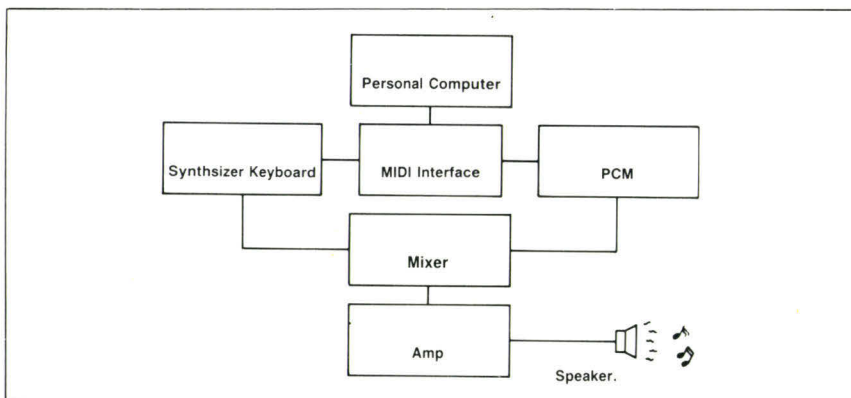 Personal Computer
Synthsizer Keyboard
MIDI Interface
PCM
Mixer
Amp
Speaker.